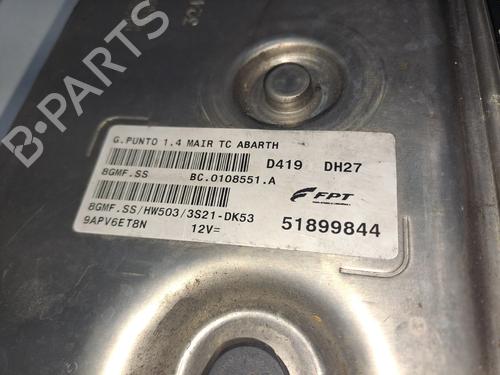 B-PARTS
G.PUNTO 1.4 MAIR TC ABARTH
D419 DH27
8GMF.SS BC.0108551.A
FPT
8GMF.SS/HW503/3S21-DK53
9APV6ET8N 12V= 51899844